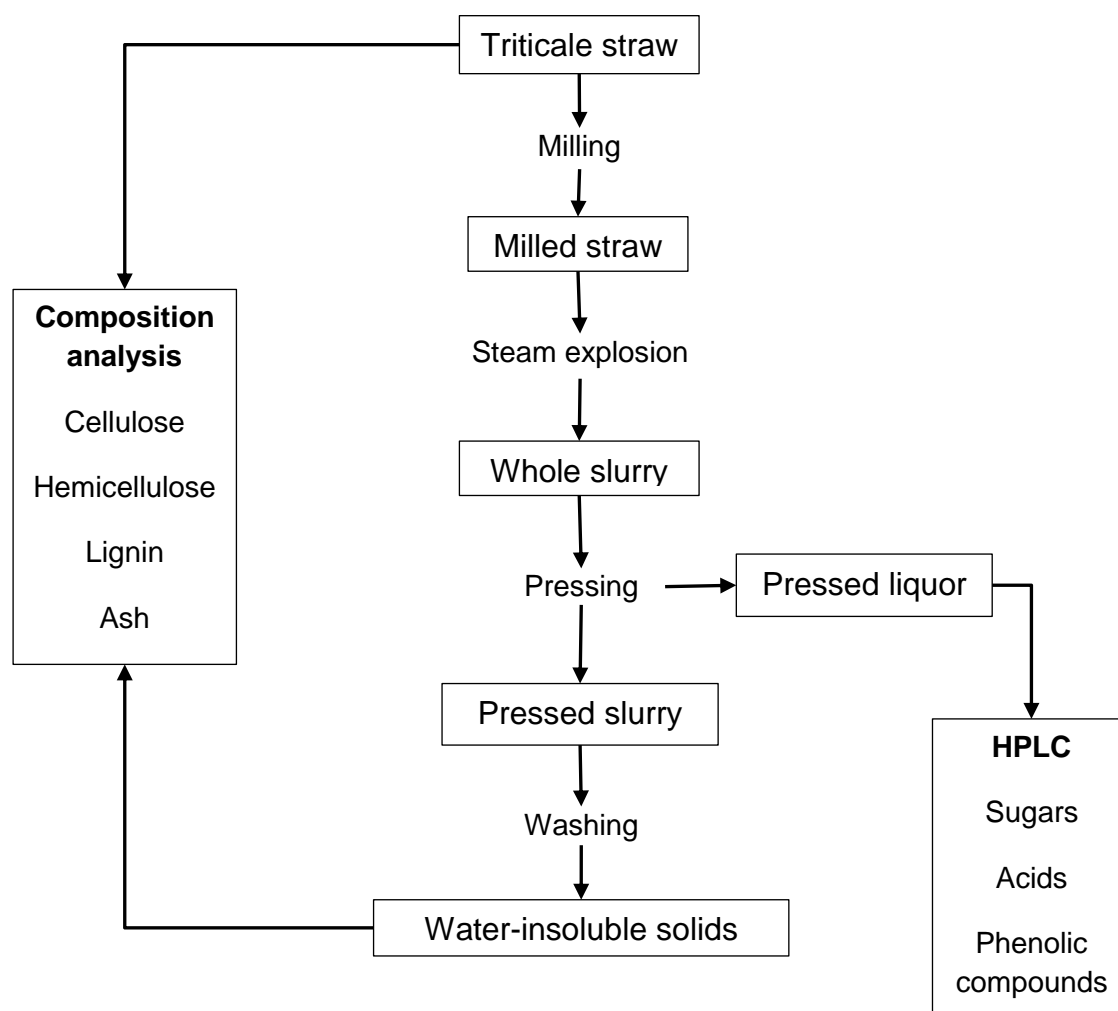 Triticale straw
Milling
Milled straw
Steam explosion
Whole slurry
Pressing
Pressed liquor
Pressed slurry
Washing
Water-insoluble solids
Composition
analysis
Cellulose
Hemicellulose
Lignin
Ash
HPLC
Sugars
Acids
Phenolic
compounds